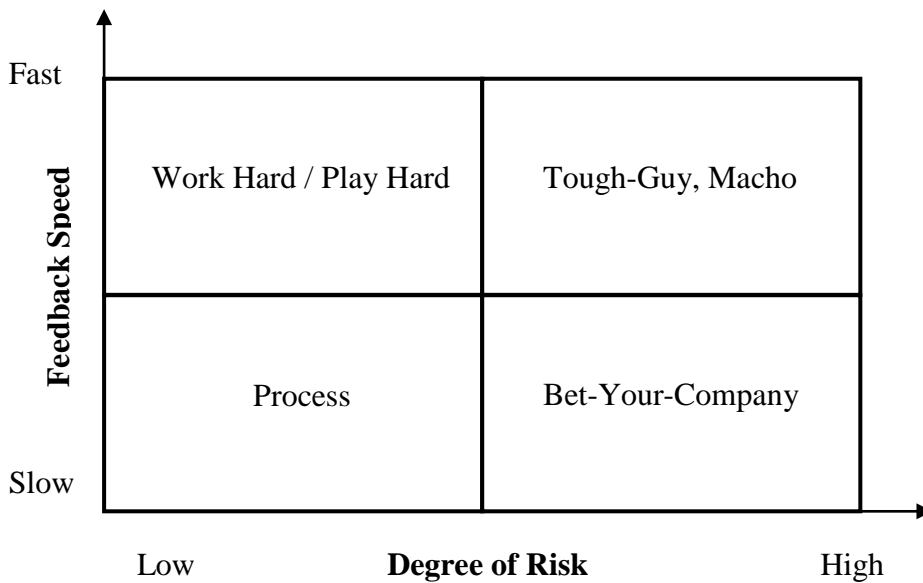 Fast
Work Hard / Play Hard
Tough-Guy, Macho
Feedback Speed
Process
Bet-Your-Company
Slow
Low
Degree of Risk
High